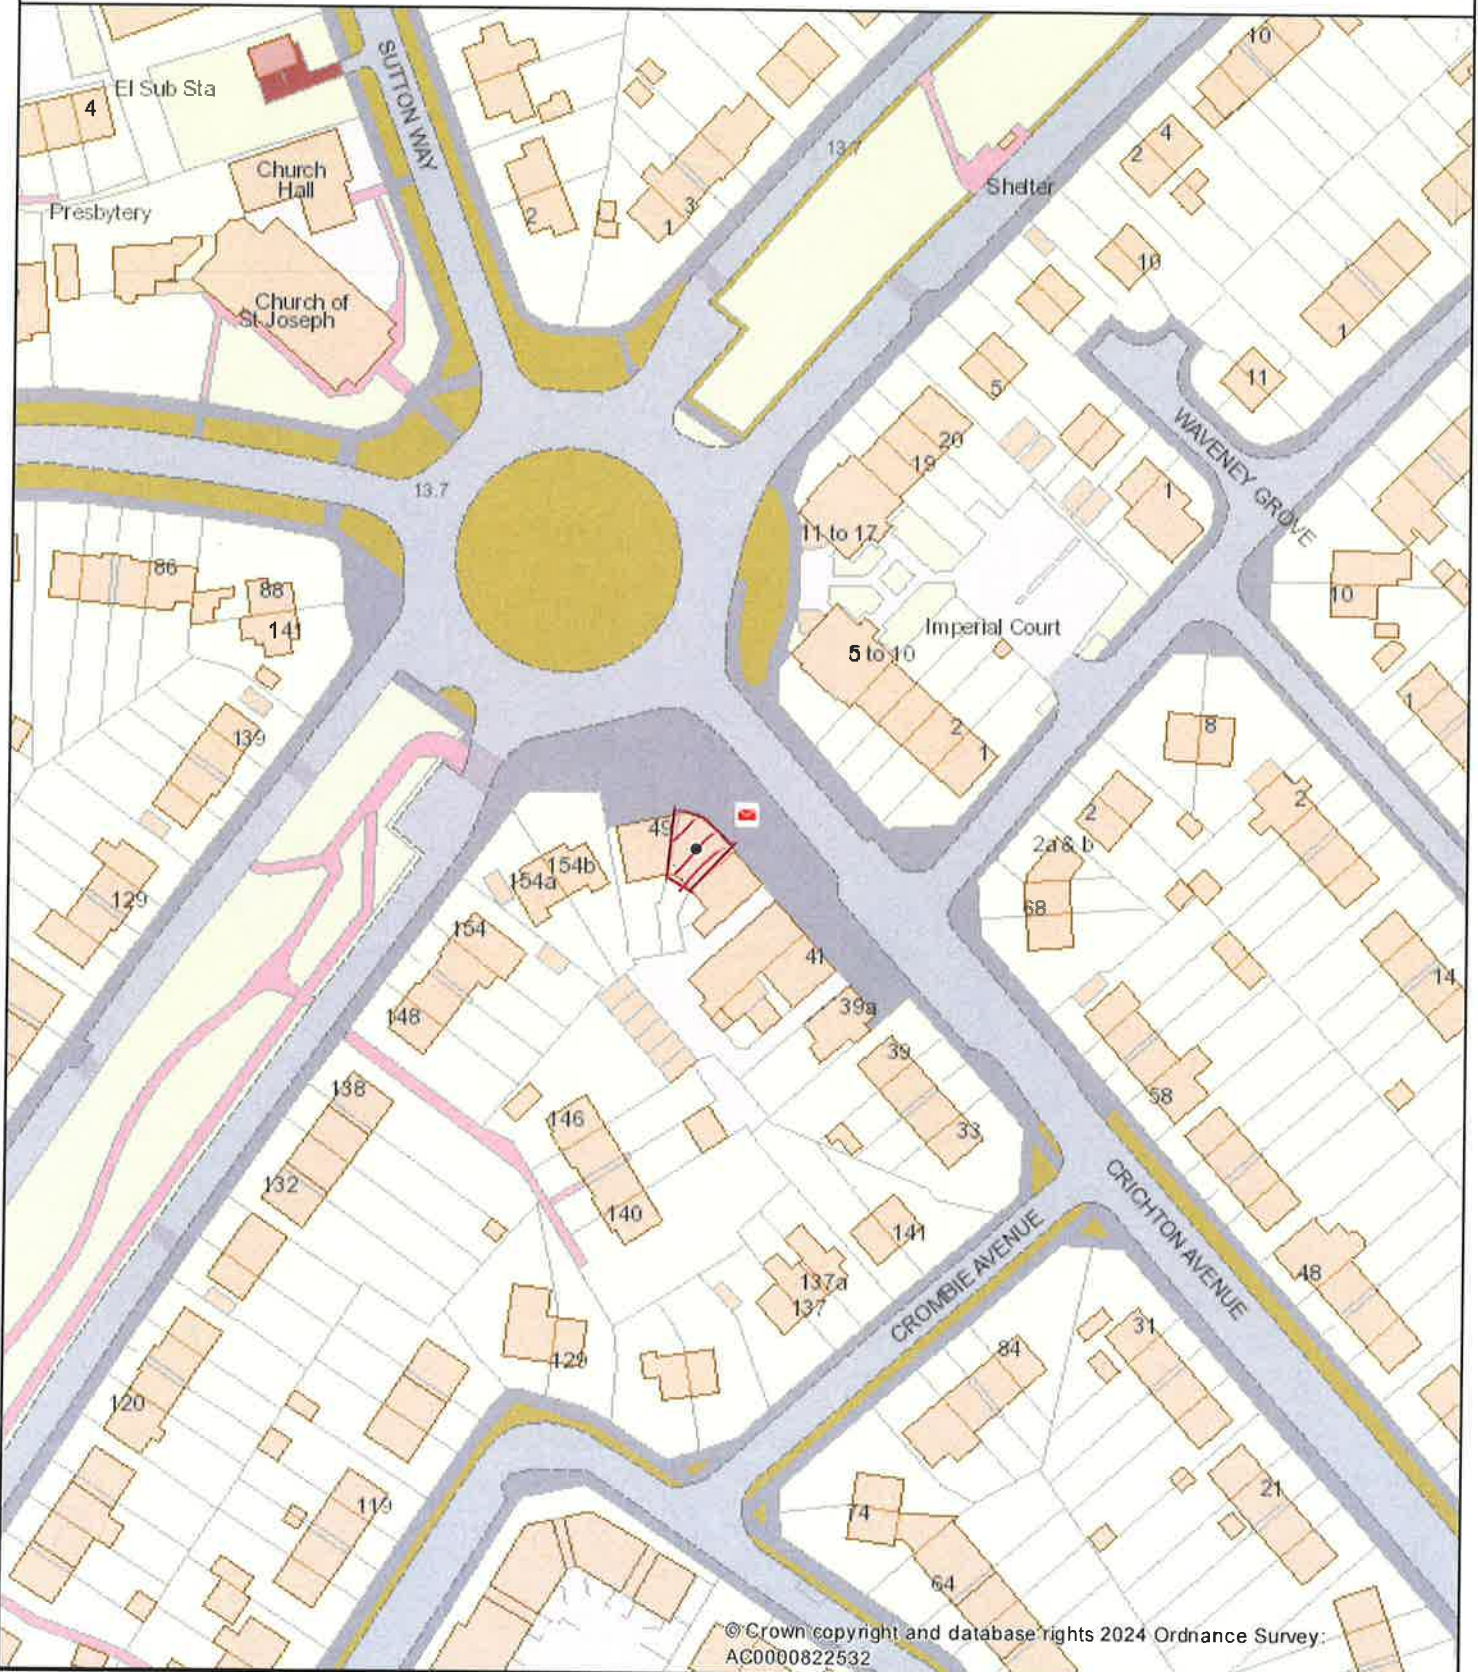 SUTTON WAY
10
El Sub Sta
4
4
2
13.7
Church
Hall
Shelter
Presbytery
2
3
1
10
Church of
St Joseph
1
5
11
20
19
WAVENEY GROVE
13.7
1
11 to 17
86
88
10
141
Imperial Court
5 to 10
1
8
2
1
139
2
2
49
2a & b
154b
154a
129
68
154
41
14
39a
148
39
138
58
146
33
132
140
CRICHTON AVENUE
CROMBIE AVENUE
141
48
137a
137
31
129
84
120
21
119
74
64
© Crown copyright and database rights 2024 Ordnance Survey:
AC0000822532